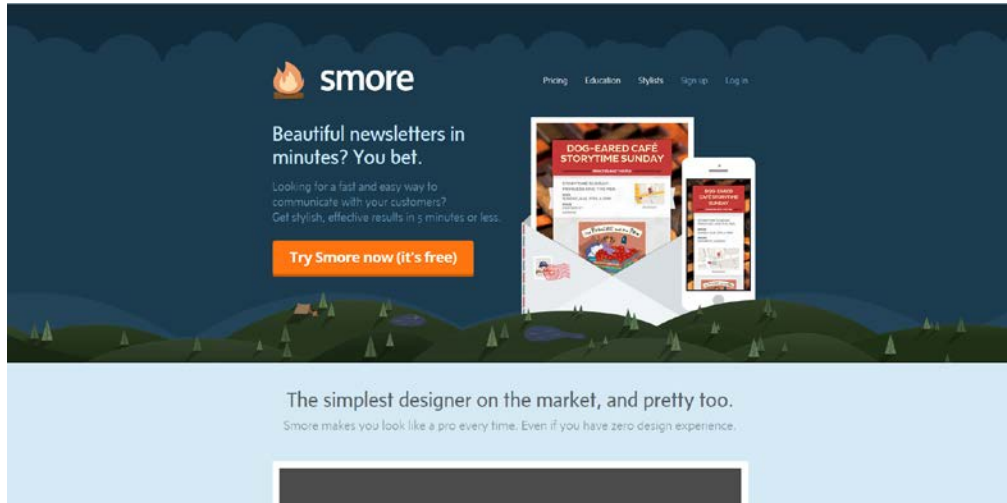 smore
Pricing Education Stylists Sign up Log in
Beautiful newsletters in
minutes? You bet.
Looking for a fast and easy way to
communicate with your customers?
Get stylish, effective results in 5 minutes or less.
Try Smore now (it's free)
DOG-EARED CAFÉ
STORYTIME SUNDAY
STORYTIME SUNDAY
DOG-EARED
CAFÉ STORYTIME
SUNDAY
The simplest designer on the market, and pretty too.
Smore makes you look like a pro every time. Even if you have zero design experience.